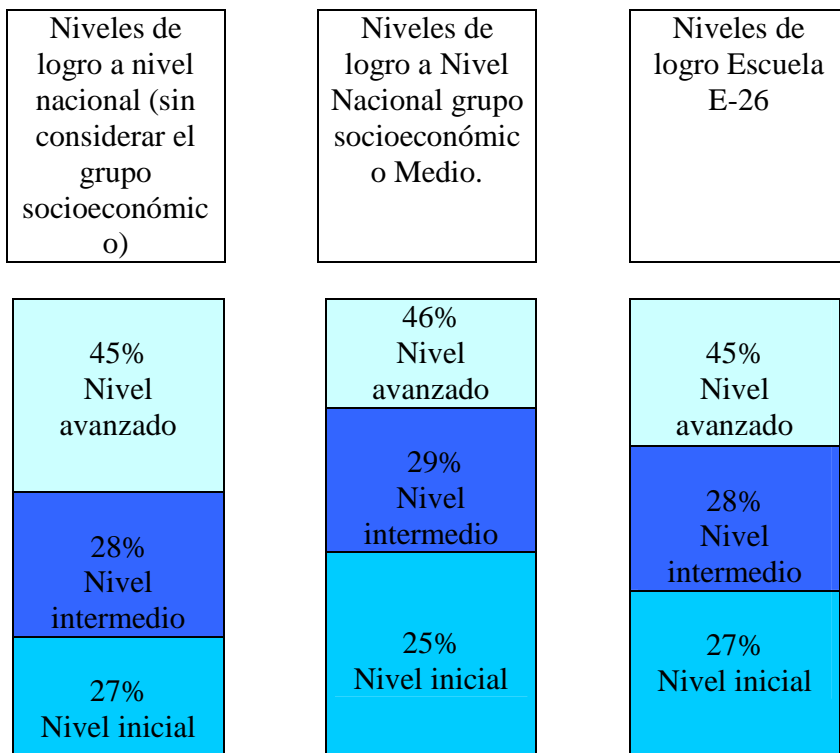 Niveles de
logro a nivel
nacional (sin
considerar el
grupo
socioeconómic
o)
Niveles de
logro a Nivel
Nacional grupo
socioeconómic
o Medio.
Niveles de
logro Escuela
E-26
45%
Nivel
avanzado
28%
Nivel
intermedio
27%
Nivel inicial
46%
Nivel
avanzado
29%
Nivel
intermedio
25%
Nivel inicial
45%
Nivel
avanzado
28%
Nivel
intermedio
27%
Nivel inicial